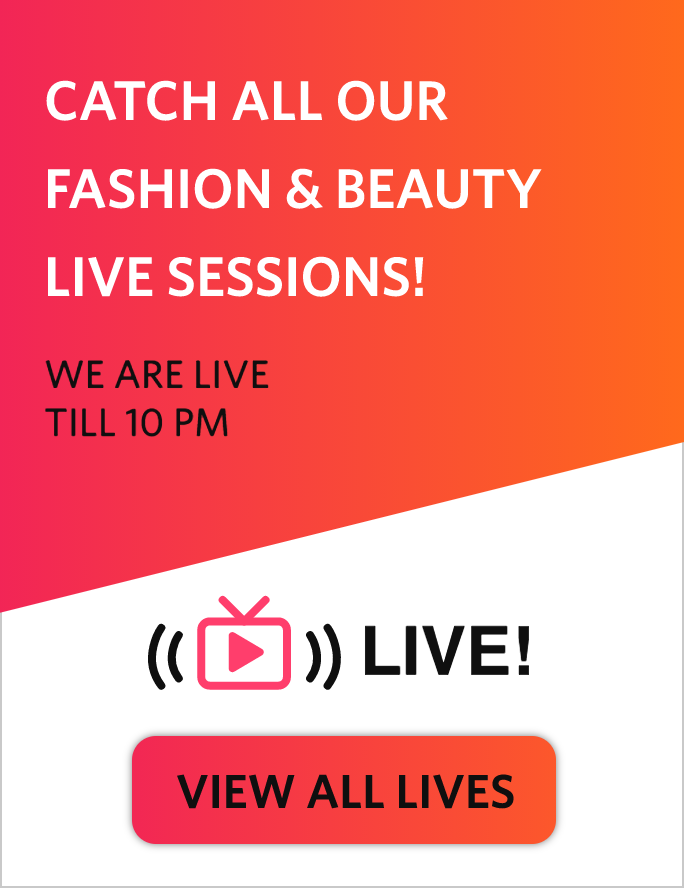 CATCH ALL OUR
FASHION & BEAUTY
LIVE SESSIONS!
WE ARE LIVE
TILL 10 PM
LIVE!
VIEW ALL LIVES